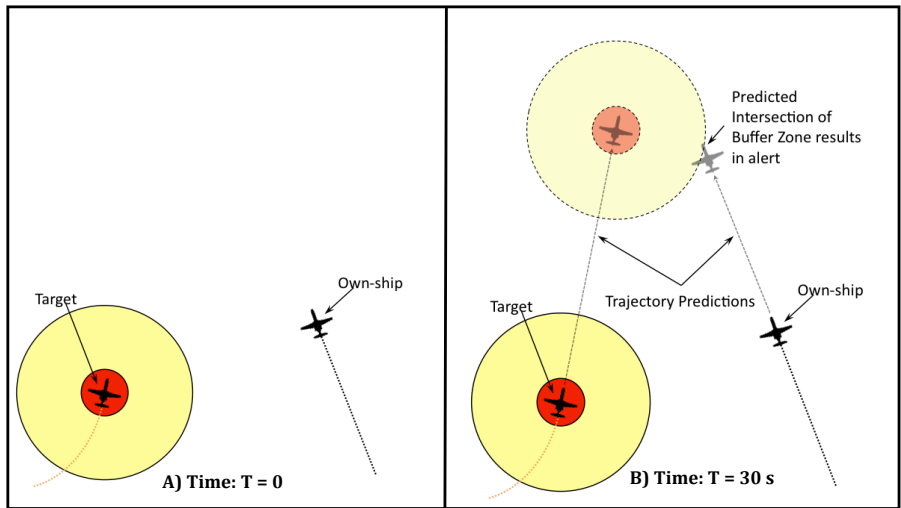 Target
Own-ship
A) Time: T = 0
Predicted
Intersection of
Buffer Zone results
in alert
Target
Trajectory Predictions
Own-ship
B) Time: T = 30 s